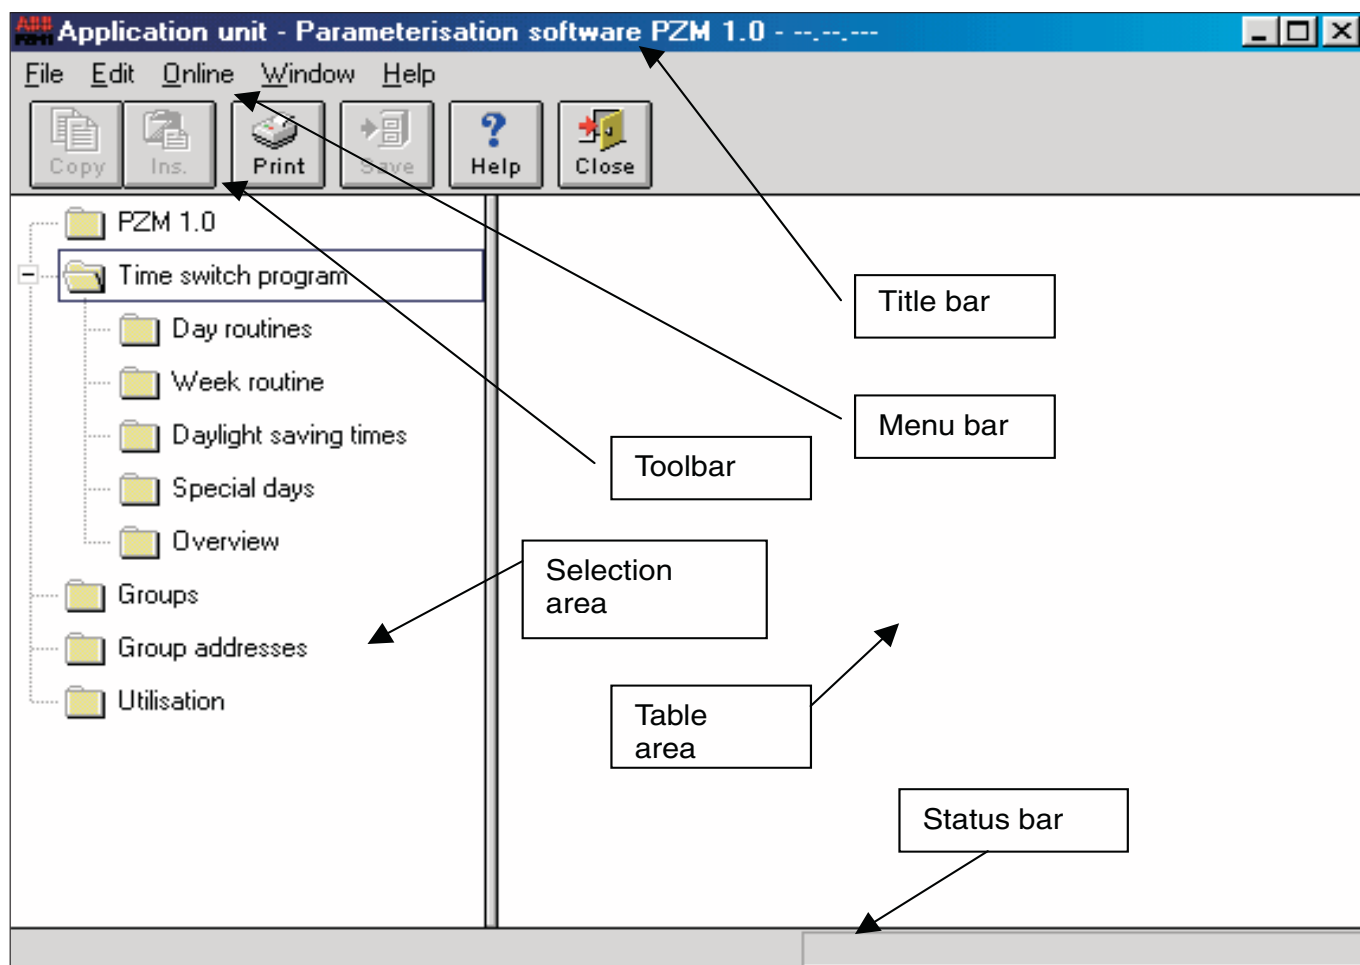 ABB Application unit - Parameterisation software PZM 1.0 - --.--.---
File Edit Online Window Help
Copy Ins. Print Save Help Close
PZM 1.0
Time switch program
Day routines
Week routine
Daylight saving times
Special days
Overview
Groups
Group addresses
Utilisation
Title bar
Menu bar
Toolbar
Selection
area
Table
area
Status bar